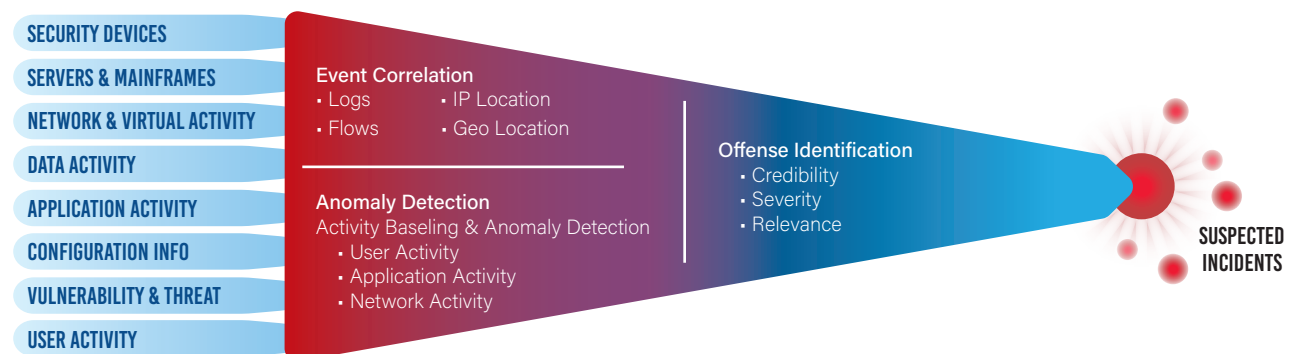 SECURITY DEVICES
SERVERS & MAINFRAMES
NETWORK & VIRTUAL ACTIVITY
DATA ACTIVITY
APPLICATION ACTIVITY
CONFIGURATION INFO
VULNERABILITY & THREAT
USER ACTIVITY
Event Correlation
▪ Logs ▪ IP Location
▪ Flows ▪ Geo Location
Anomaly Detection
Activity Baseling & Anomaly Detection
▪ User Activity
▪ Application Activity
▪ Network Activity
Offense Identification
▪ Credibility
▪ Severity
▪ Relevance
SUSPECTED
INCIDENTS